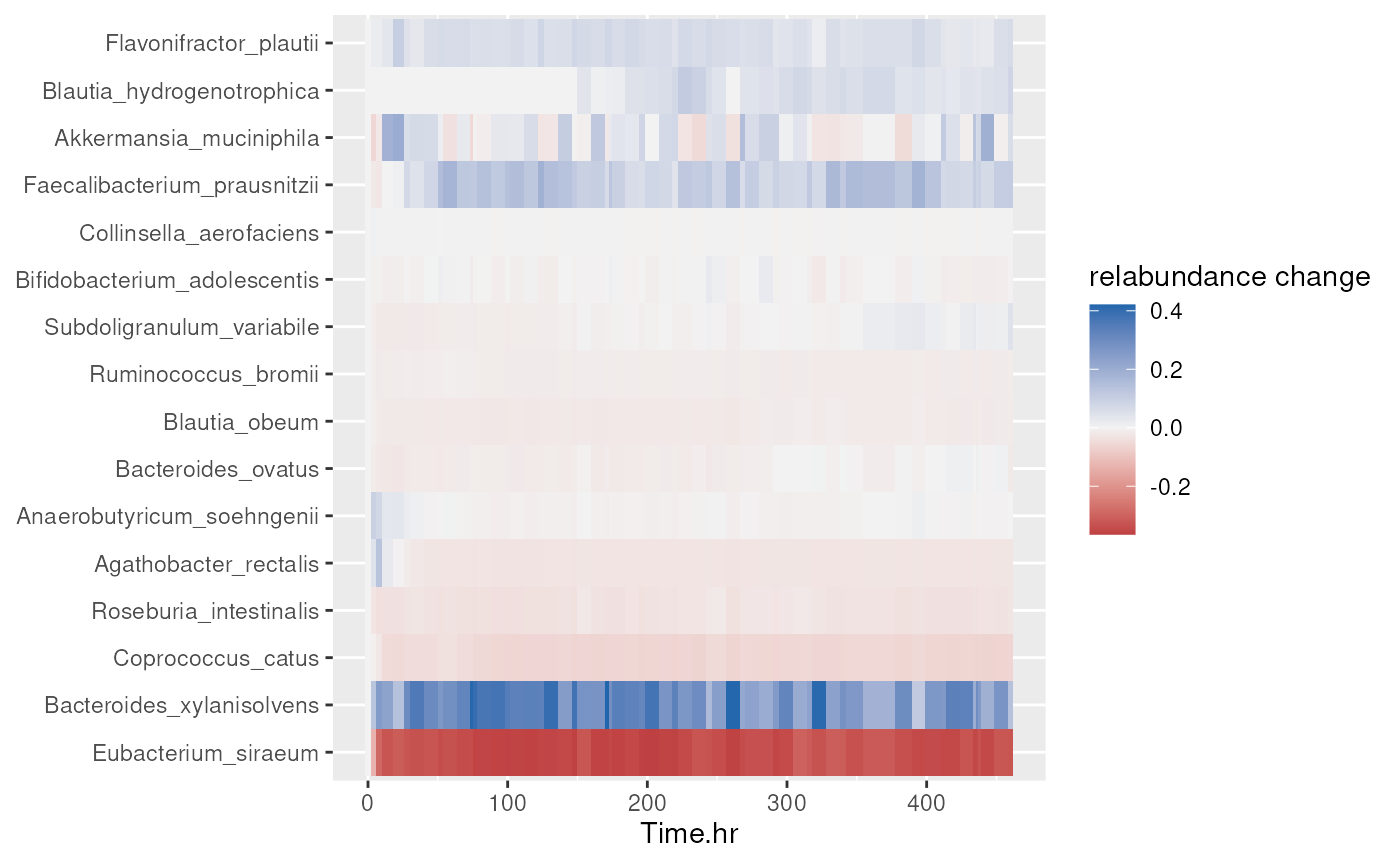 Flavonifractor_plautii
Blautia_hydrogenotrophica
Akkermansia_muciniphila
Faecalibacterium_prausnitzii
Collinsella_aerofaciens
Bifidobacterium_adolescentis
Subdoligranulum_variabile
Ruminococcus_bromii
Blautia_obeum
Bacteroides_ovatus
Anaerobutyricum_soehngenii
Agathobacter_rectalis
Roseburia_intestinalis
Coprococcus_catus
Bacteroides_xylanisolvens
Eubacterium_siraeum
0 100 200 300 400
Time.hr
relabundance change
0.4
0.2
0.0
-0.2